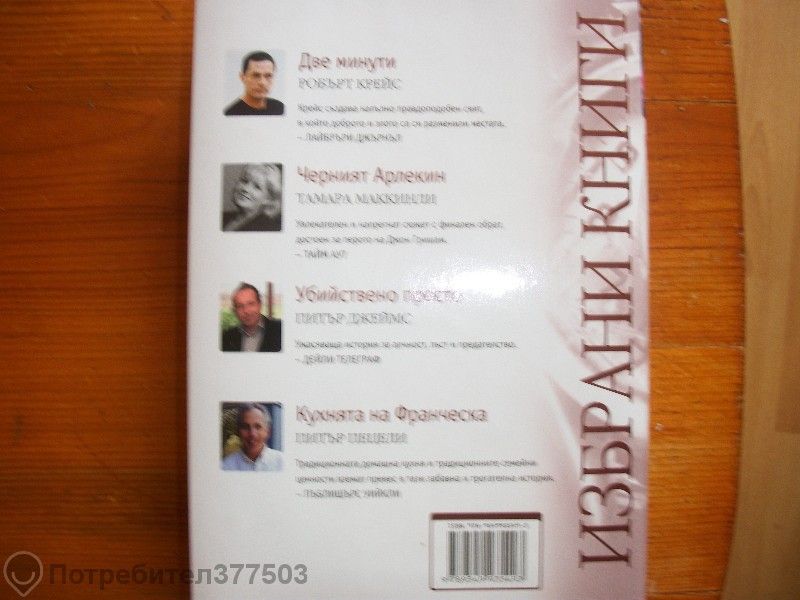 Две минути
РОБЪРТ КРЕЙС
Крейс създава напълно правдоподобен свят,
в който доброто и злото са си разменили местата.
– ЛАЙБРЪРИ ДЖЪРНЪЛ
Черният Арлекин
ТАМАРА МАККИНЛИ
Увлекателен и напрегнат сюжет с финален обрат,
достоен за перото на Джон Гришам.
– ТАЙМ АУТ
Убийствено просто
ПИТЪР ДЖЕЙМС
Ужасяваща история за алчност, лъст и предателство.
– ДЕЙЛИ ТЕЛЕГРАФ
Кухнята на Франческа
ПИТЪР ПЕЦЕЛИ
Традиционната домашна кухня и традиционните семейни
ценности вземат превес в тази забавна и трогателна история.
– ПЪБЛИШЪРС УИЙКЛИ
ИЗБРАНИ КНИГИ
Потребител377503